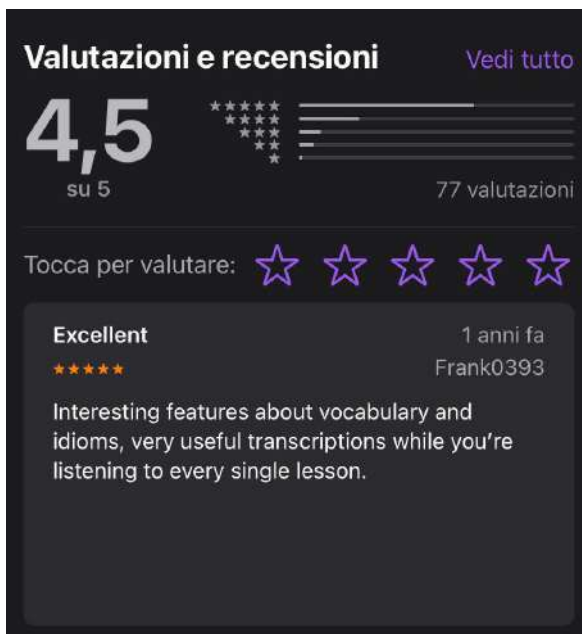 Valutazioni e recensioni
Vedi tutto
4,5
su 5
77 valutazioni
Tocca per valutare:
Excellent
1 anni fa
Frank0393
Interesting features about vocabulary and
idioms, very useful transcriptions while you’re
listening to every single lesson.